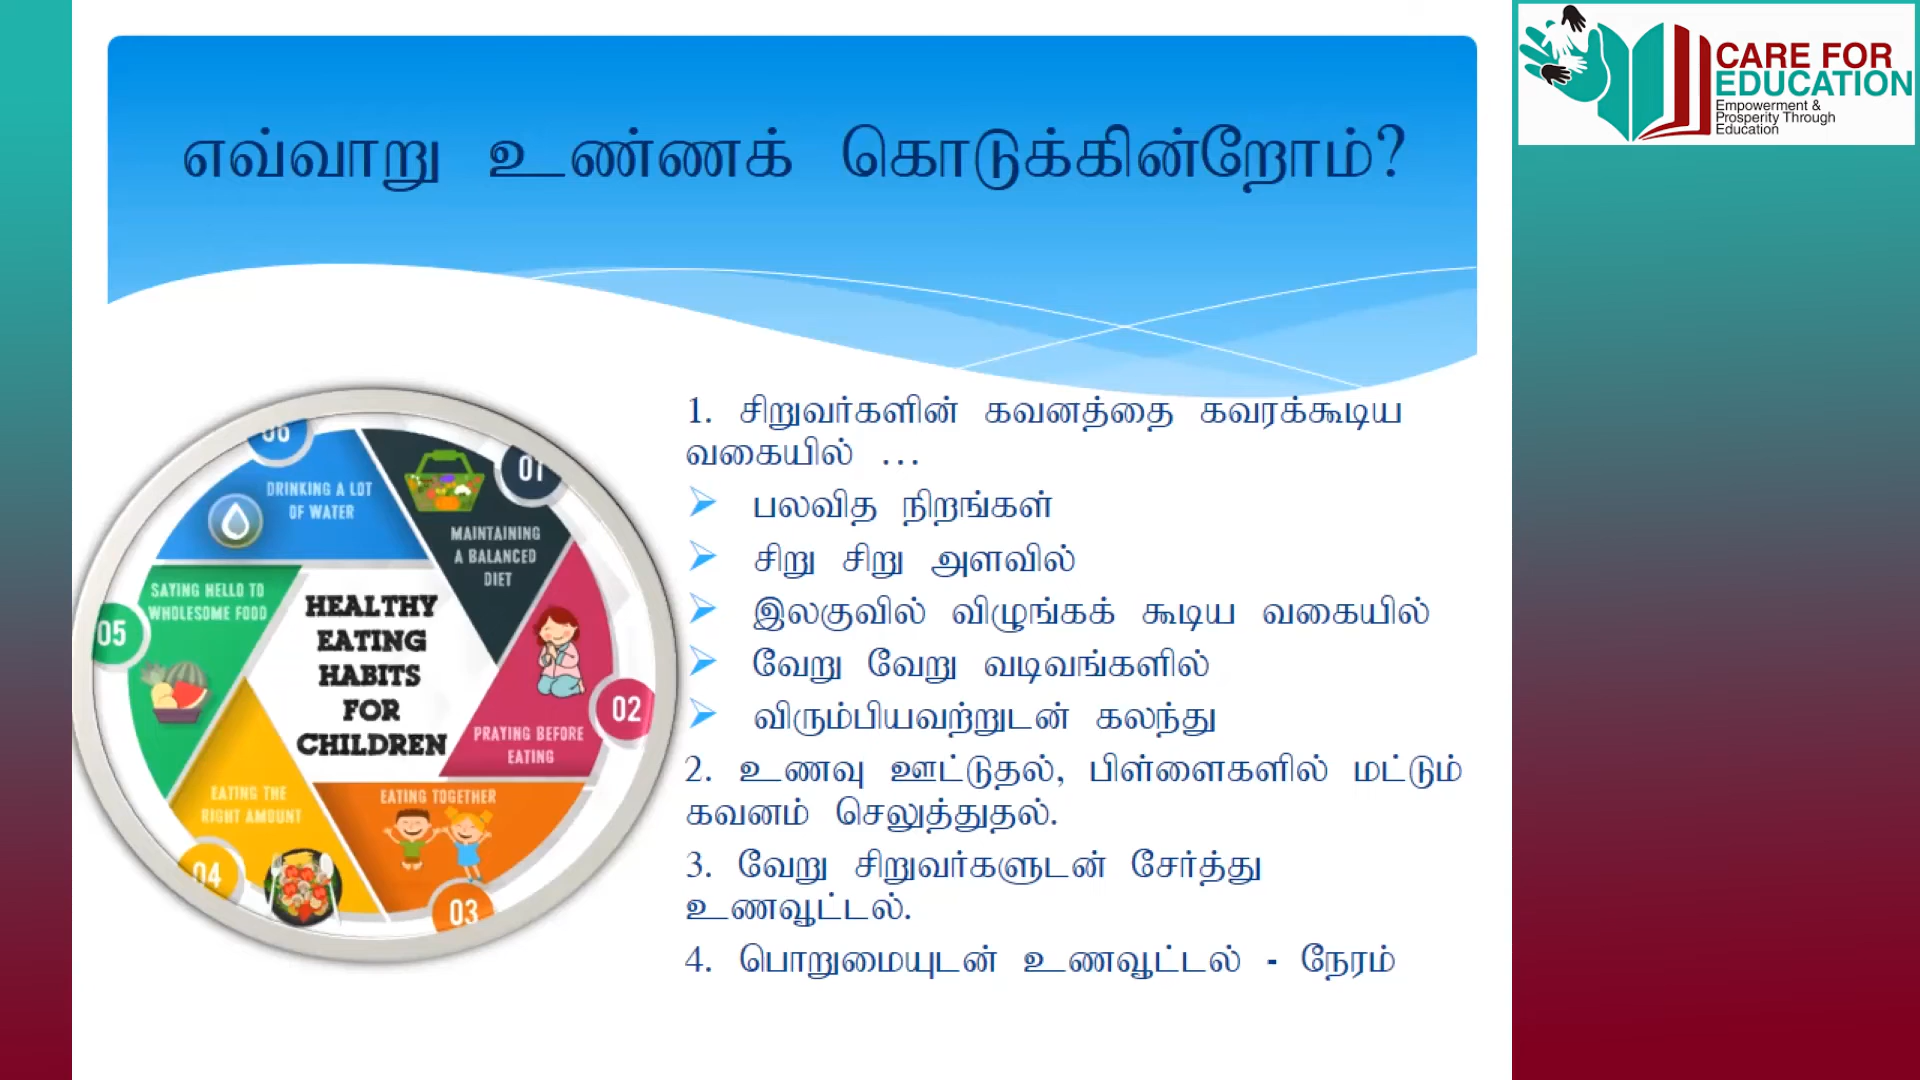 CARE FOR
EDUCATION
Empowerment &
Prosperity Through
Education
எவ்வாறு உண்ணக் கொடுக்கின்றோம்?
1. சிறுவர்களின் கவனத்தை கவரக்கூடிய
வகையில் ...
➢ பலவித நிறங்கள்
➢ சிறு சிறு அளவில்
➢ இலகுவில் விழுங்கக் கூடிய வகையில்
➢ வேறு வேறு வடிவங்களில்
➢ விரும்பியவற்றுடன் கலந்து
2. உணவு ஊட்டுதல், பிள்ளைகளில் மட்டும்
கவனம் செலுத்துதல்.
3. வேறு சிறுவர்களுடன் சேர்த்து
உணவூட்டல்.
4. பொறுமையுடன் உணவூட்டல் - நேரம்
HEALTHY
EATING
HABITS
FOR
CHILDREN
01
MAINTAINING
A BALANCED
DIET
02
PRAYING BEFORE
EATING
03
EATING TOGETHER
04
EATING THE
RIGHT AMOUNT
05
SAYING HELLO TO
WHOLESOME FOOD
06
DRINKING A LOT
OF WATER